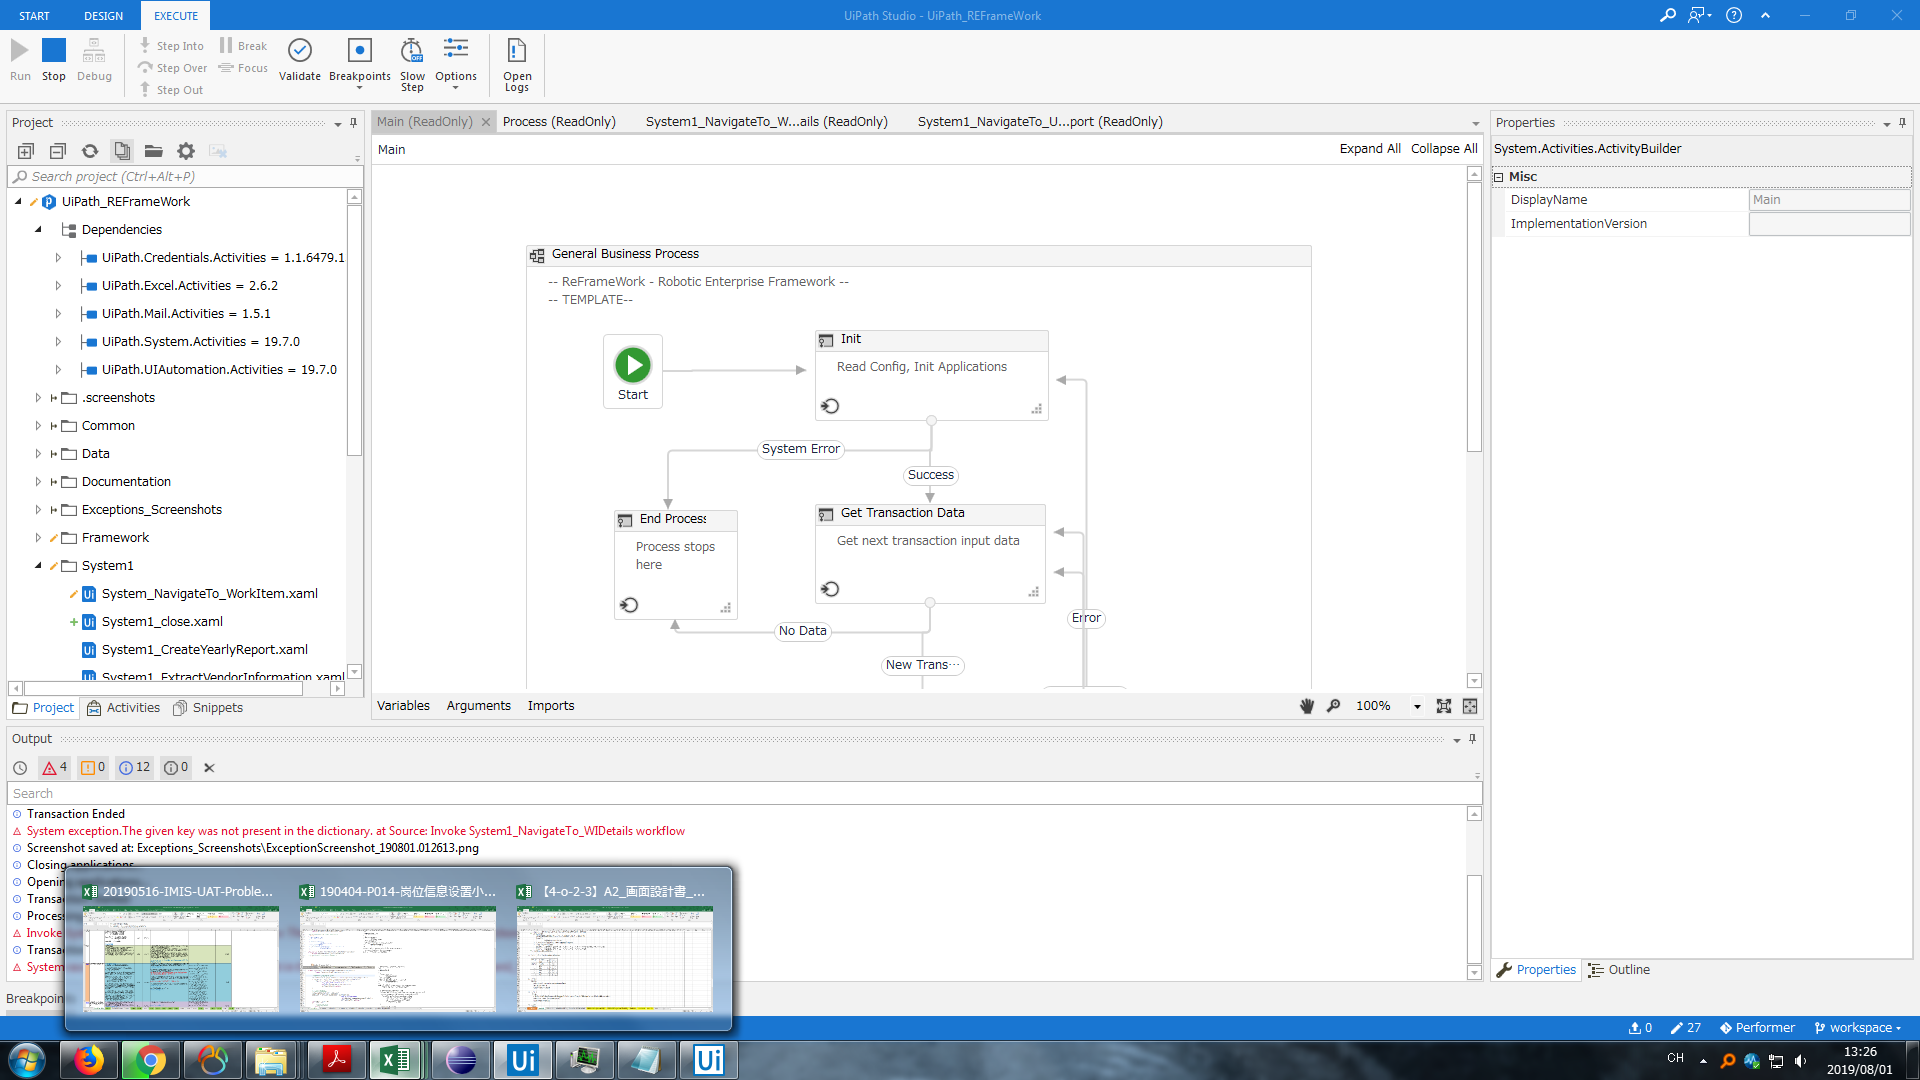 START
DESIGN
EXECUTE
UiPath Studio - UiPath_REFrameWork
Run
Stop
Debug
Step Into
Step Over
Step Out
Break
Focus
Validate
Breakpoints
Slow
Step
Options
Open
Logs
Project
Search project (Ctrl+Alt+P)
UiPath_REFrameWork
Dependencies
UiPath.Credentials.Activities = 1.1.6479.1
UiPath.Excel.Activities = 2.6.2
UiPath.Mail.Activities = 1.5.1
UiPath.System.Activities = 19.7.0
UiPath.UIAutomation.Activities = 19.7.0
.screenshots
Common
Data
Documentation
Exceptions_Screenshots
Framework
System1
System_NavigateTo_WorkItem.xaml
System1_close.xaml
System1_CreateYearlyReport.xaml
System1_ExtractVendorInformation.xaml
Project
Activities
Snippets
Main (ReadOnly)
Process (ReadOnly)
System1_NavigateTo_W...ails (ReadOnly)
System1_NavigateTo_U...port (ReadOnly)
Main
Expand All
Collapse All
General Business Process
-- ReFrameWork - Robotic Enterprise Framework --
-- TEMPLATE--
Start
Init
Read Config, Init Applications
System Error
Success
End Process
Process stops
here
Get Transaction Data
Get next transaction input data
No Data
Error
New Trans...
Variables
Arguments
Imports
100%
Properties
System.Activities.ActivityBuilder
Misc
DisplayName
Main
ImplementationVersion
Properties
Outline
Output
4
0
12
0
Search
Transaction Ended
System exception.The given key was not present in the dictionary. at Source: Invoke System1_NavigateTo_WIDetails workflow
Screenshot saved at: Exceptions_Screenshots\ExceptionScreenshot_190801.012613.png
Closing applications...
Openi
Transa
Process
Invoke
Transa
System
Breakpoin
20190516-IMIS-UAT-Proble...
190404-P014-岗位信息设置小...
【4-o-2-3】A2_画面設計書_...
0
27
Performer
workspace
CH
13:26
2019/08/01